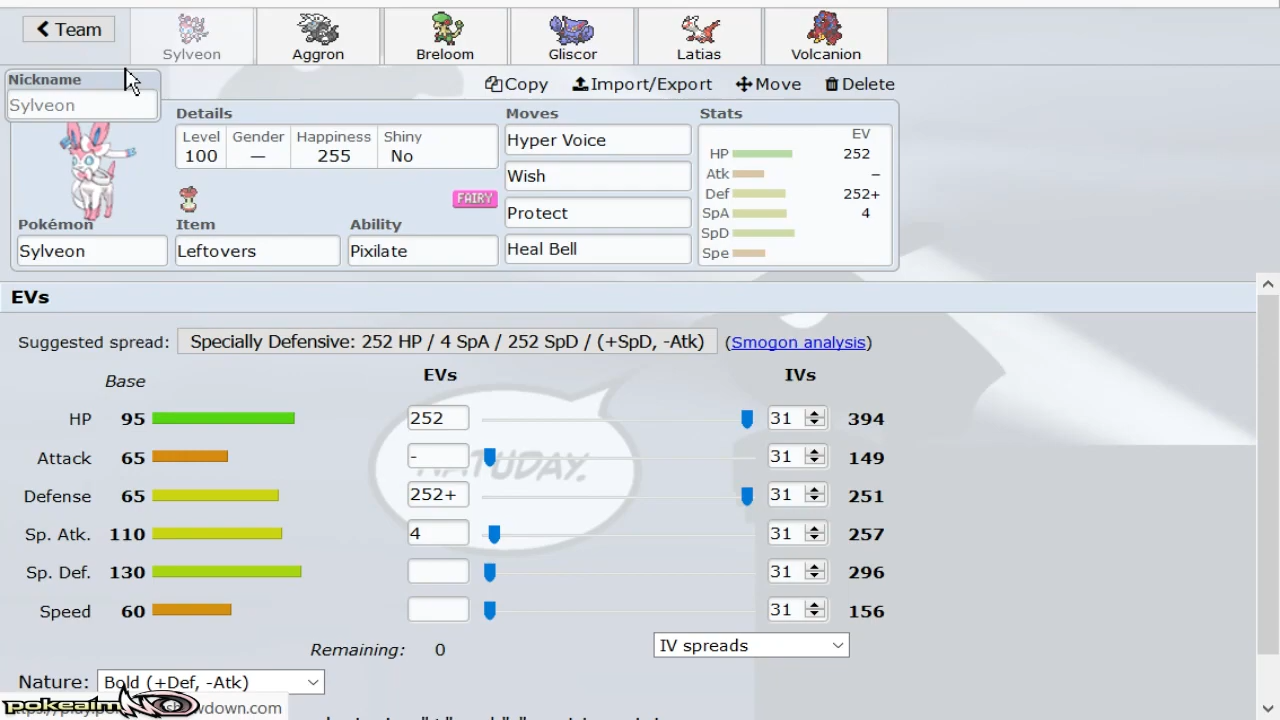 Team
Sylveon Aggron Breloom Gliscor Latias Volcanion
Nickname
Sylveon
Copy Import/Export Move Delete
Details Moves Stats
Level Gender Happiness Shiny
100 — 255 No
FAIRY
Pokémon Item Ability
Sylveon Leftovers Pixilate
Hyper Voice
Wish
Protect
Heal Bell
EV
HP 252
Atk –
Def 252+
SpA 4
SpD
Spe
EVs
Suggested spread: Specially Defensive: 252 HP / 4 SpA / 252 SpD / (+SpD, -Atk) (Smogon analysis)
Base EVs IVs
HP 95 252 31 394
Attack 65 - 31 149
NATUDAY.
Defense 65 252+ 31 251
Sp. Atk. 110 4 31 257
Sp. Def. 130 31 296
Speed 60 31 156
Remaining: 0 IV spreads
Nature: Bold (+Def, -Atk)
pokeaim